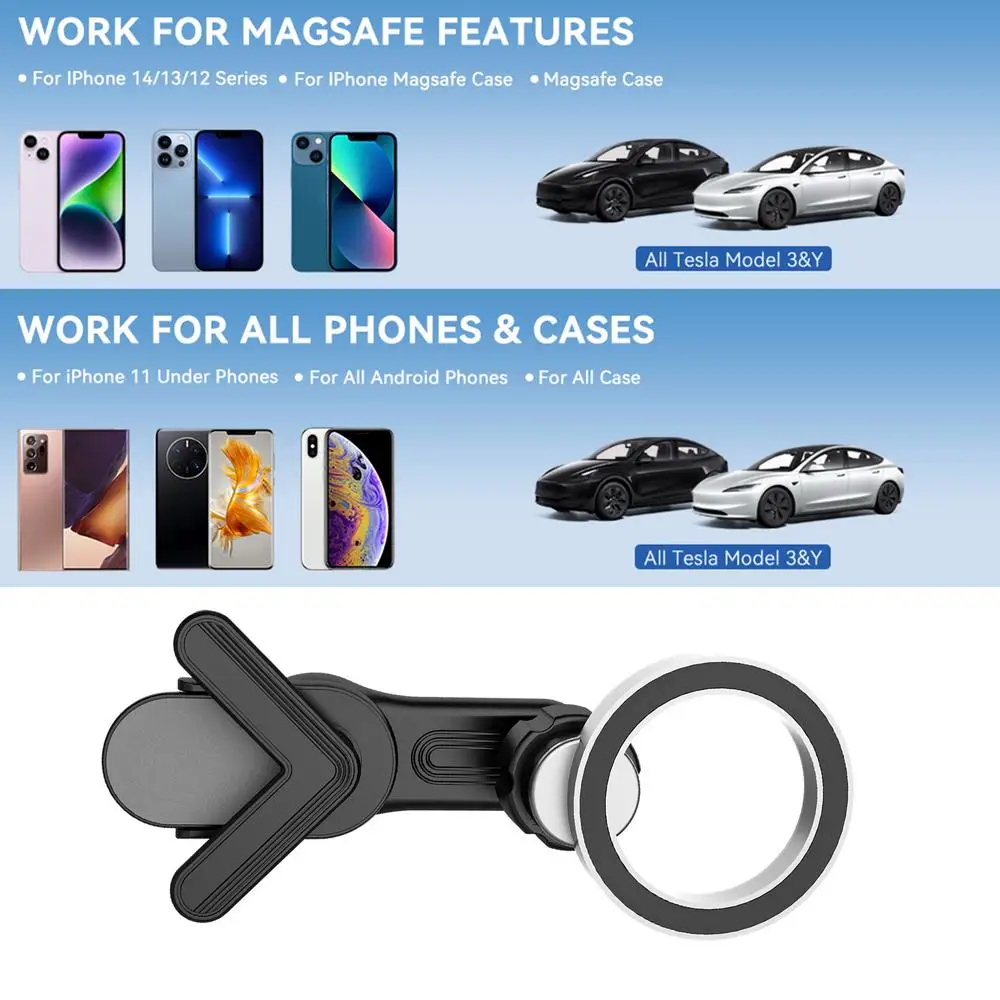 WORK FOR MAGSAFE FEATURES
• For IPhone 14/13/12 Series • For IPhone Magsafe Case • Magsafe Case
All Tesla Model 3&Y
WORK FOR ALL PHONES & CASES
• For iPhone 11 Under Phones • For All Android Phones • For All Case
All Tesla Model 3&Y